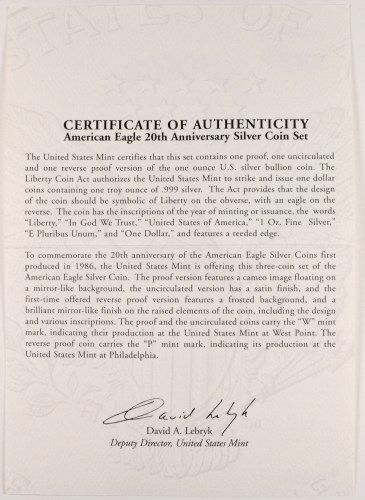 CERTIFICATE OF AUTHENTICITY
American Eagle 20th Anniversary Silver Coin Set
The United States Mint certifies that this set contains one proof, one uncirculated
and one reverse proof version of the one ounce U.S. silver bullion coin. The
Liberty Coin Act authorizes the United States Mint to strike and issue one dollar
coins containing one troy ounce of .999 silver. The Act provides that the design
of the coin should be symbolic of Liberty on the obverse, with an eagle on the
reverse. The coin has the inscriptions of the year of minting or issuance, the words
"Liberty," "In God We Trust," "United States of America," "1 Oz. Fine Silver,"
"E Pluribus Unum," and "One Dollar," and features a reeded edge.
To commemorate the 20th anniversary of the American Eagle Silver Coins first
produced in 1986, the United States Mint is offering this three-coin set of the
American Eagle Silver Coin. The proof version features a cameo image floating on
a mirror-like background, the uncirculated version has a satin finish, and the
first-time offered reverse proof version features a frosted background, and a
brilliant mirror-like finish on the raised elements of the coin, including the design
and various inscriptions. The proof and the uncirculated coins carry the "W" mint
mark, indicating their production at the United States Mint at West Point. The
reverse proof coin carries the "P" mint mark, indicating its production at the
United States Mint at Philadelphia.
David Lebryk
David A. Lebryk
Deputy Director, United States Mint